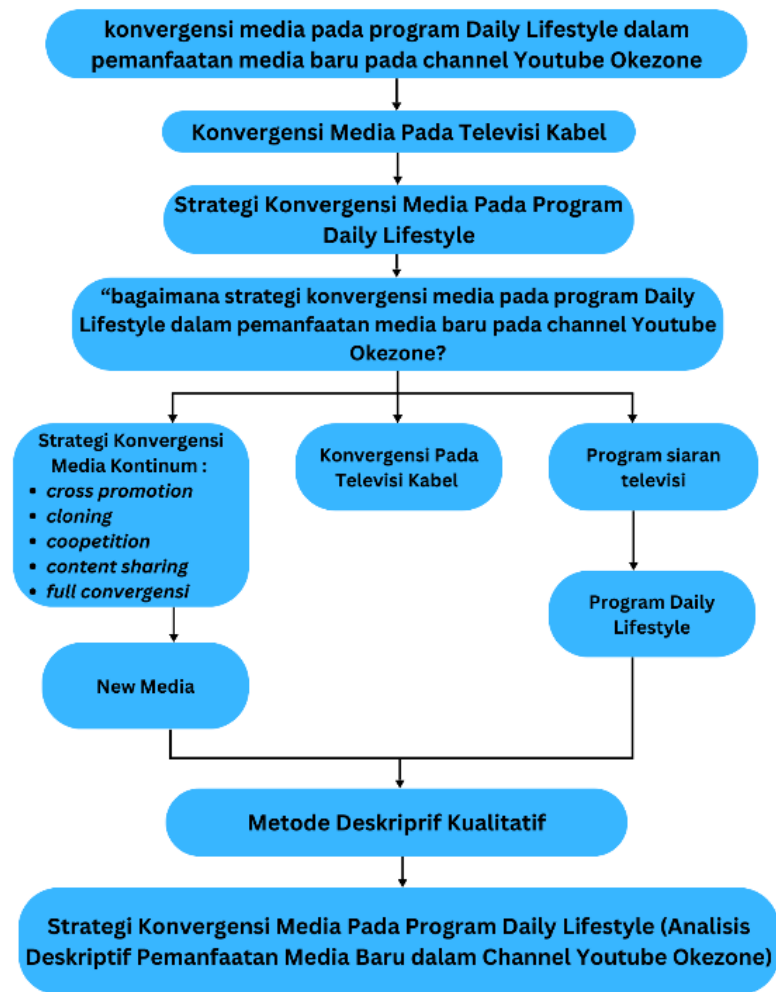 konvergensi media pada program Daily Lifestyle dalam
pemanfaatan media baru pada channel Youtube Okezone
Konvergensi Media Pada Televisi Kabel
Strategi Konvergensi Media Pada Program
Daily Lifestyle
“bagaimana strategi konvergensi media pada program Daily
Lifestyle dalam pemanfaatan media baru pada channel Youtube
Okezone?
Strategi Konvergensi
Media Kontinum :
• cross promotion
• cloning
• coopetition
• content sharing
• full convergensi
Konvergensi Pada
Televisi Kabel
Program siaran
televisi
Program Daily
Lifestyle
New Media
Metode Deskriprif Kualitatif
Strategi Konvergensi Media Pada Program Daily Lifestyle (Analisis
Deskriptif Pemanfaatan Media Baru dalam Channel Youtube Okezone)